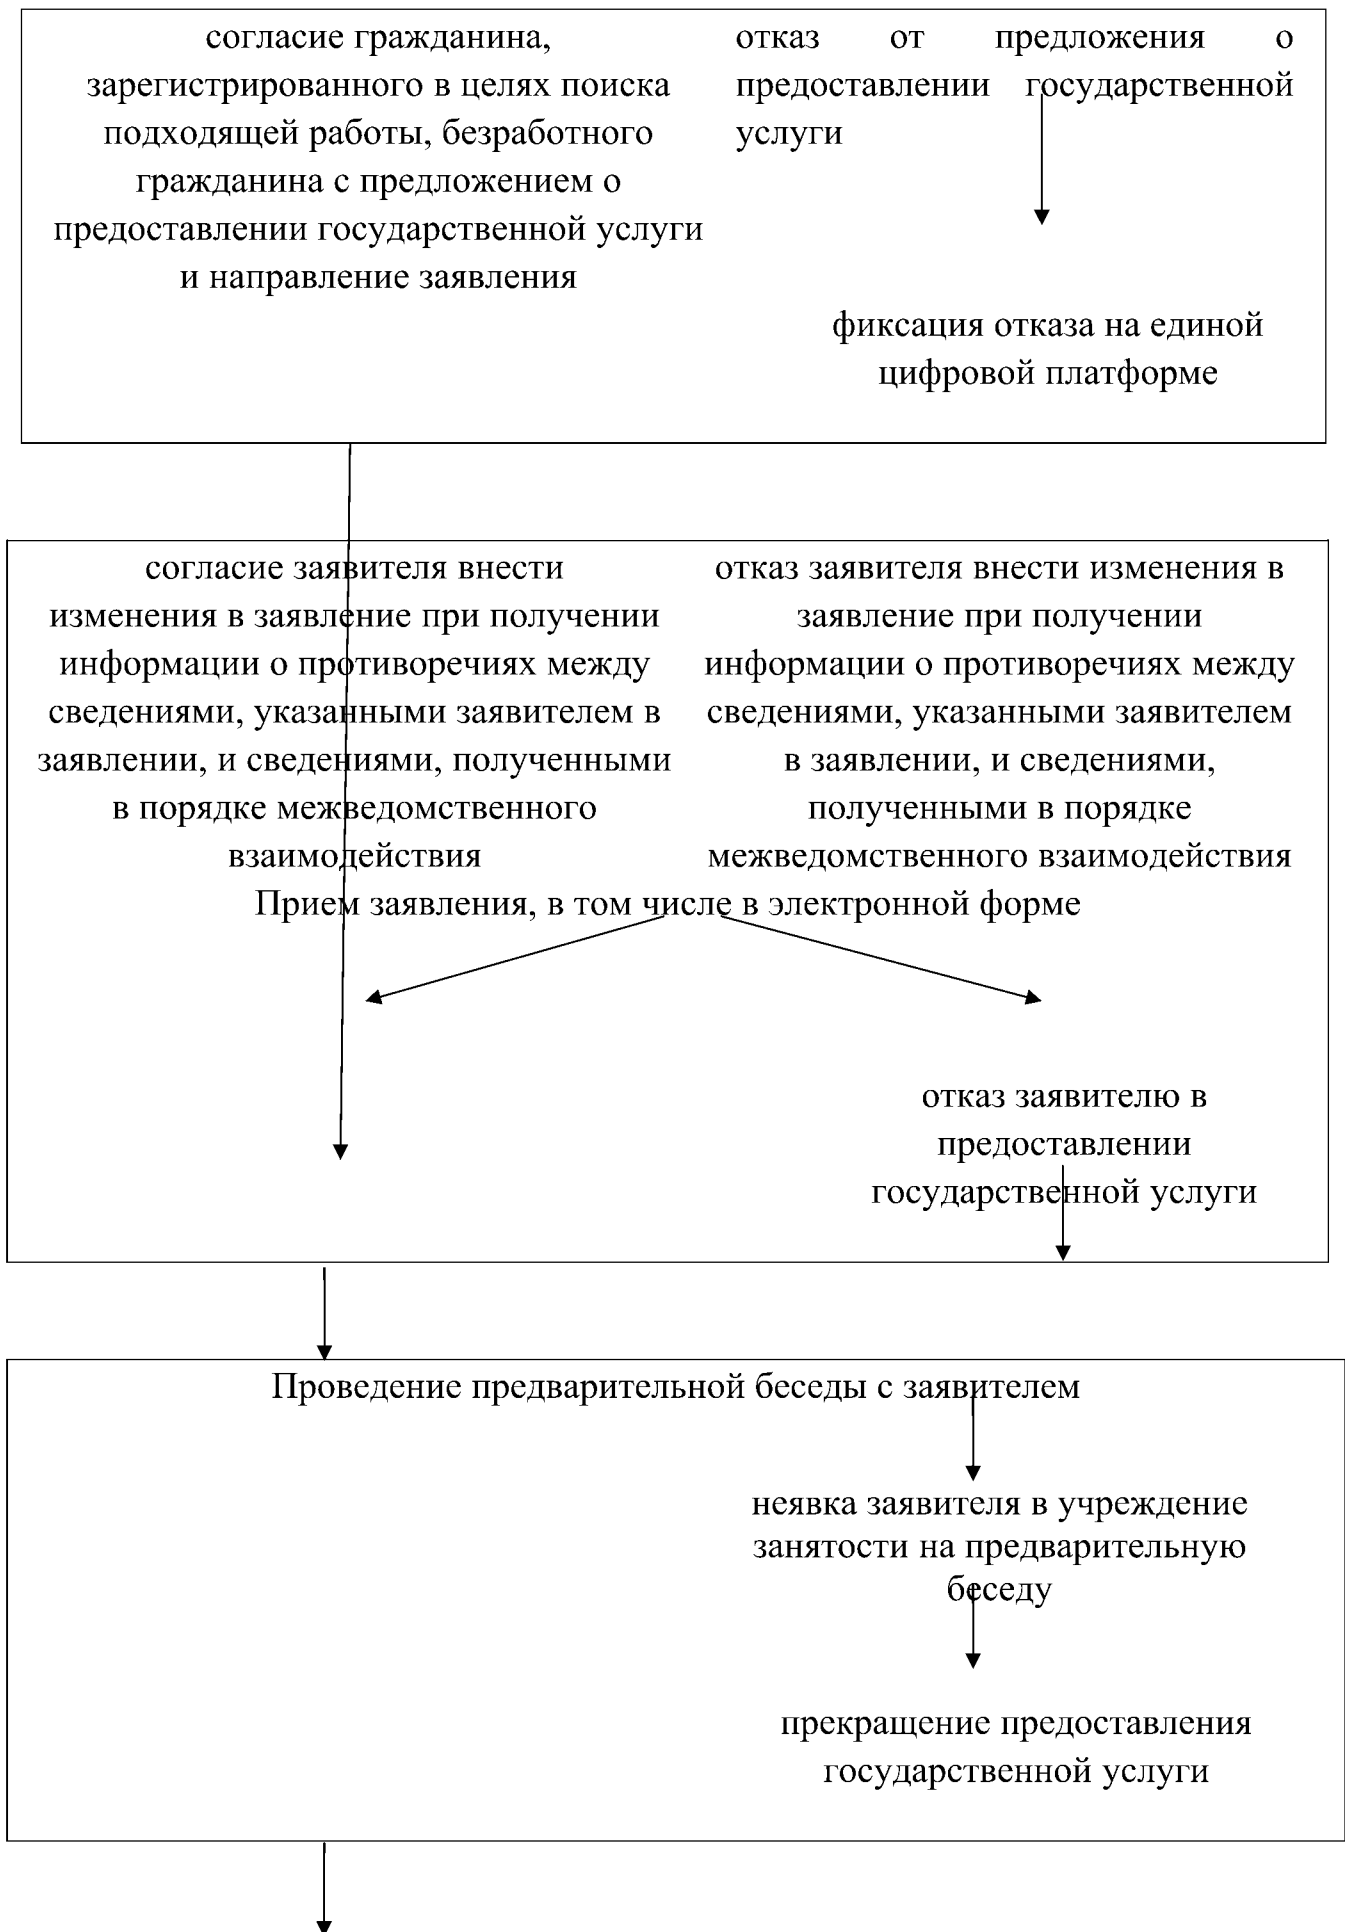 согласие гражданина,
зарегистрированного в целях поиска
подходящей работы, безработного
гражданина с предложением о
предоставлении государственной услуги
и направление заявления
отказ от предложения о
предоставлении государственной
услуги
фиксация отказа на единой
цифровой платформе
согласие заявителя внести
изменения в заявление при получении
информации о противоречиях между
сведениями, указанными заявителем в
заявлении, и сведениями, полученными
в порядке межведомственного
взаимодействия
отказ заявителя внести изменения в
заявление при получении
информации о противоречиях между
сведениями, указанными заявителем
в заявлении, и сведениями,
полученными в порядке
межведомственного взаимодействия
Прием заявления, в том числе в электронной форме
отказ заявителю в
предоставлении
государственной услуги
Проведение предварительной беседы с заявителем
неявка заявителя в учреждение
занятости на предварительную
беседу
прекращение предоставления
государственной услуги